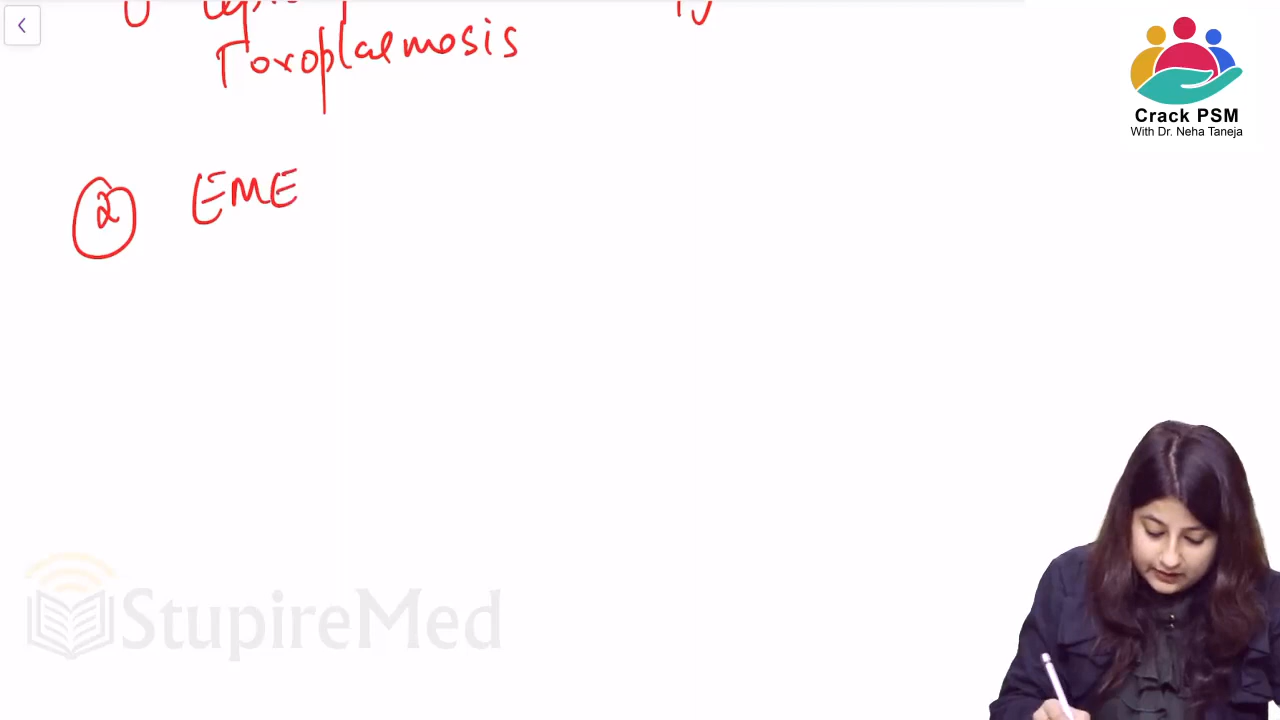 Toxoplasmosis
2 EME
Crack PSM
With Dr. Neha Taneja
StupireMed